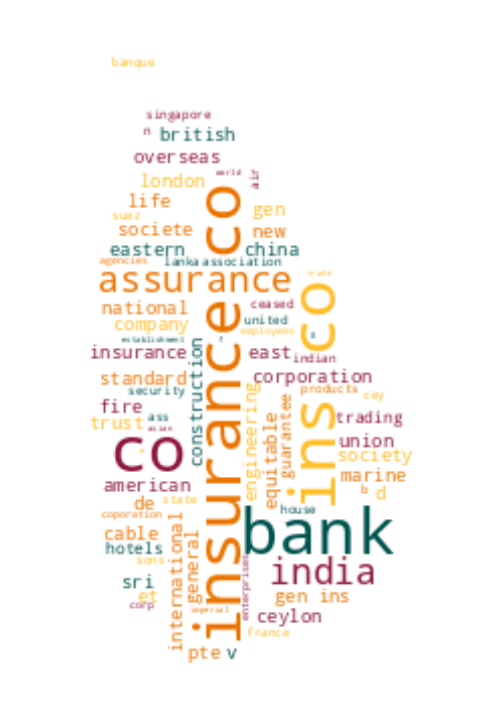 banque
singapore
n british
overseas
world
air
london
life
gen
suez
societe
new
eastern
china
agencies
lanka association
assurance
trade
national
ceased
company
united
employees
establishment
f
d
insurance
east
indian
construction
standard
corporation
security
products
cey
fire
ass
trading
trust
asian
engineering
equitable
guarantee
insurance co
ins co
co
union
society
american
marine
b d
de
state
house
coporation
bank
cable
hotels
sons
international
general
india
sri
et
corp
enterprises
gen ins
imperial
ceylon
france
pte v